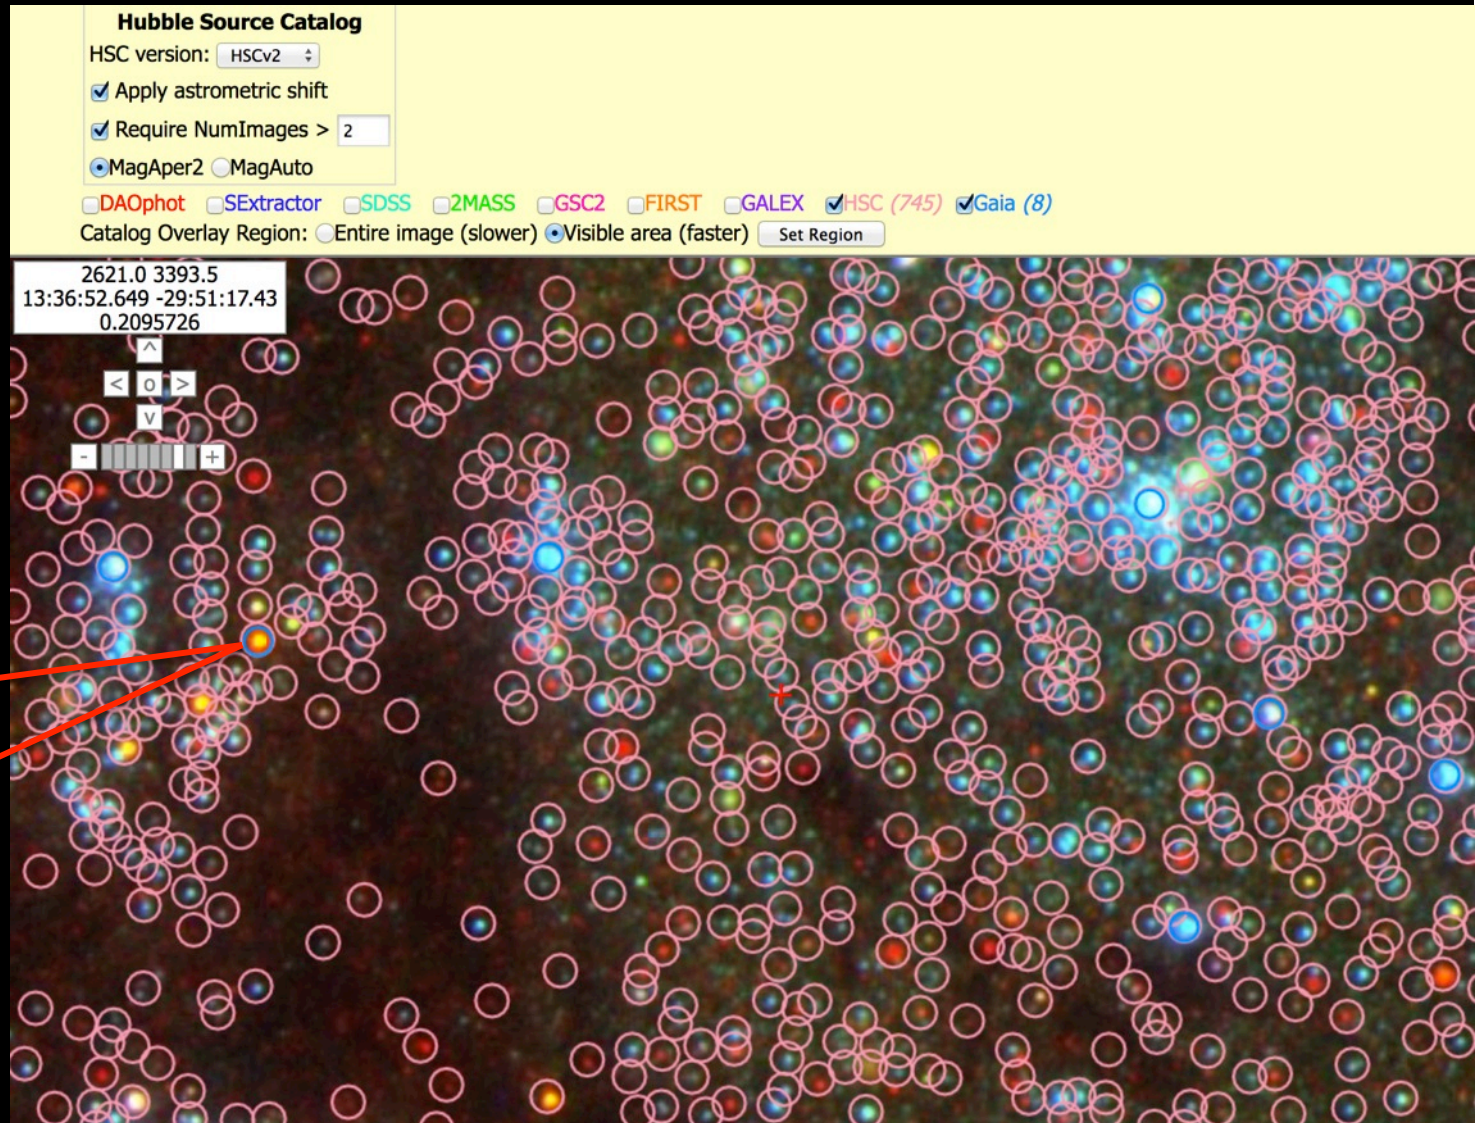 Hubble Source Catalog
HSC version: HSCv2
Apply astrometric shift
Require NumImages > 2
MagAper2 MagAuto
DAOphot SExtractor SDSS 2MASS GSC2 FIRST GALEX HSC (745) Gaia (8)
Catalog Overlay Region: Entire image (slower) Visible area (faster) Set Region
2621.0 3393.5
13:36:52.649 -29:51:17.43
0.2095726
^
< o >
v
- +